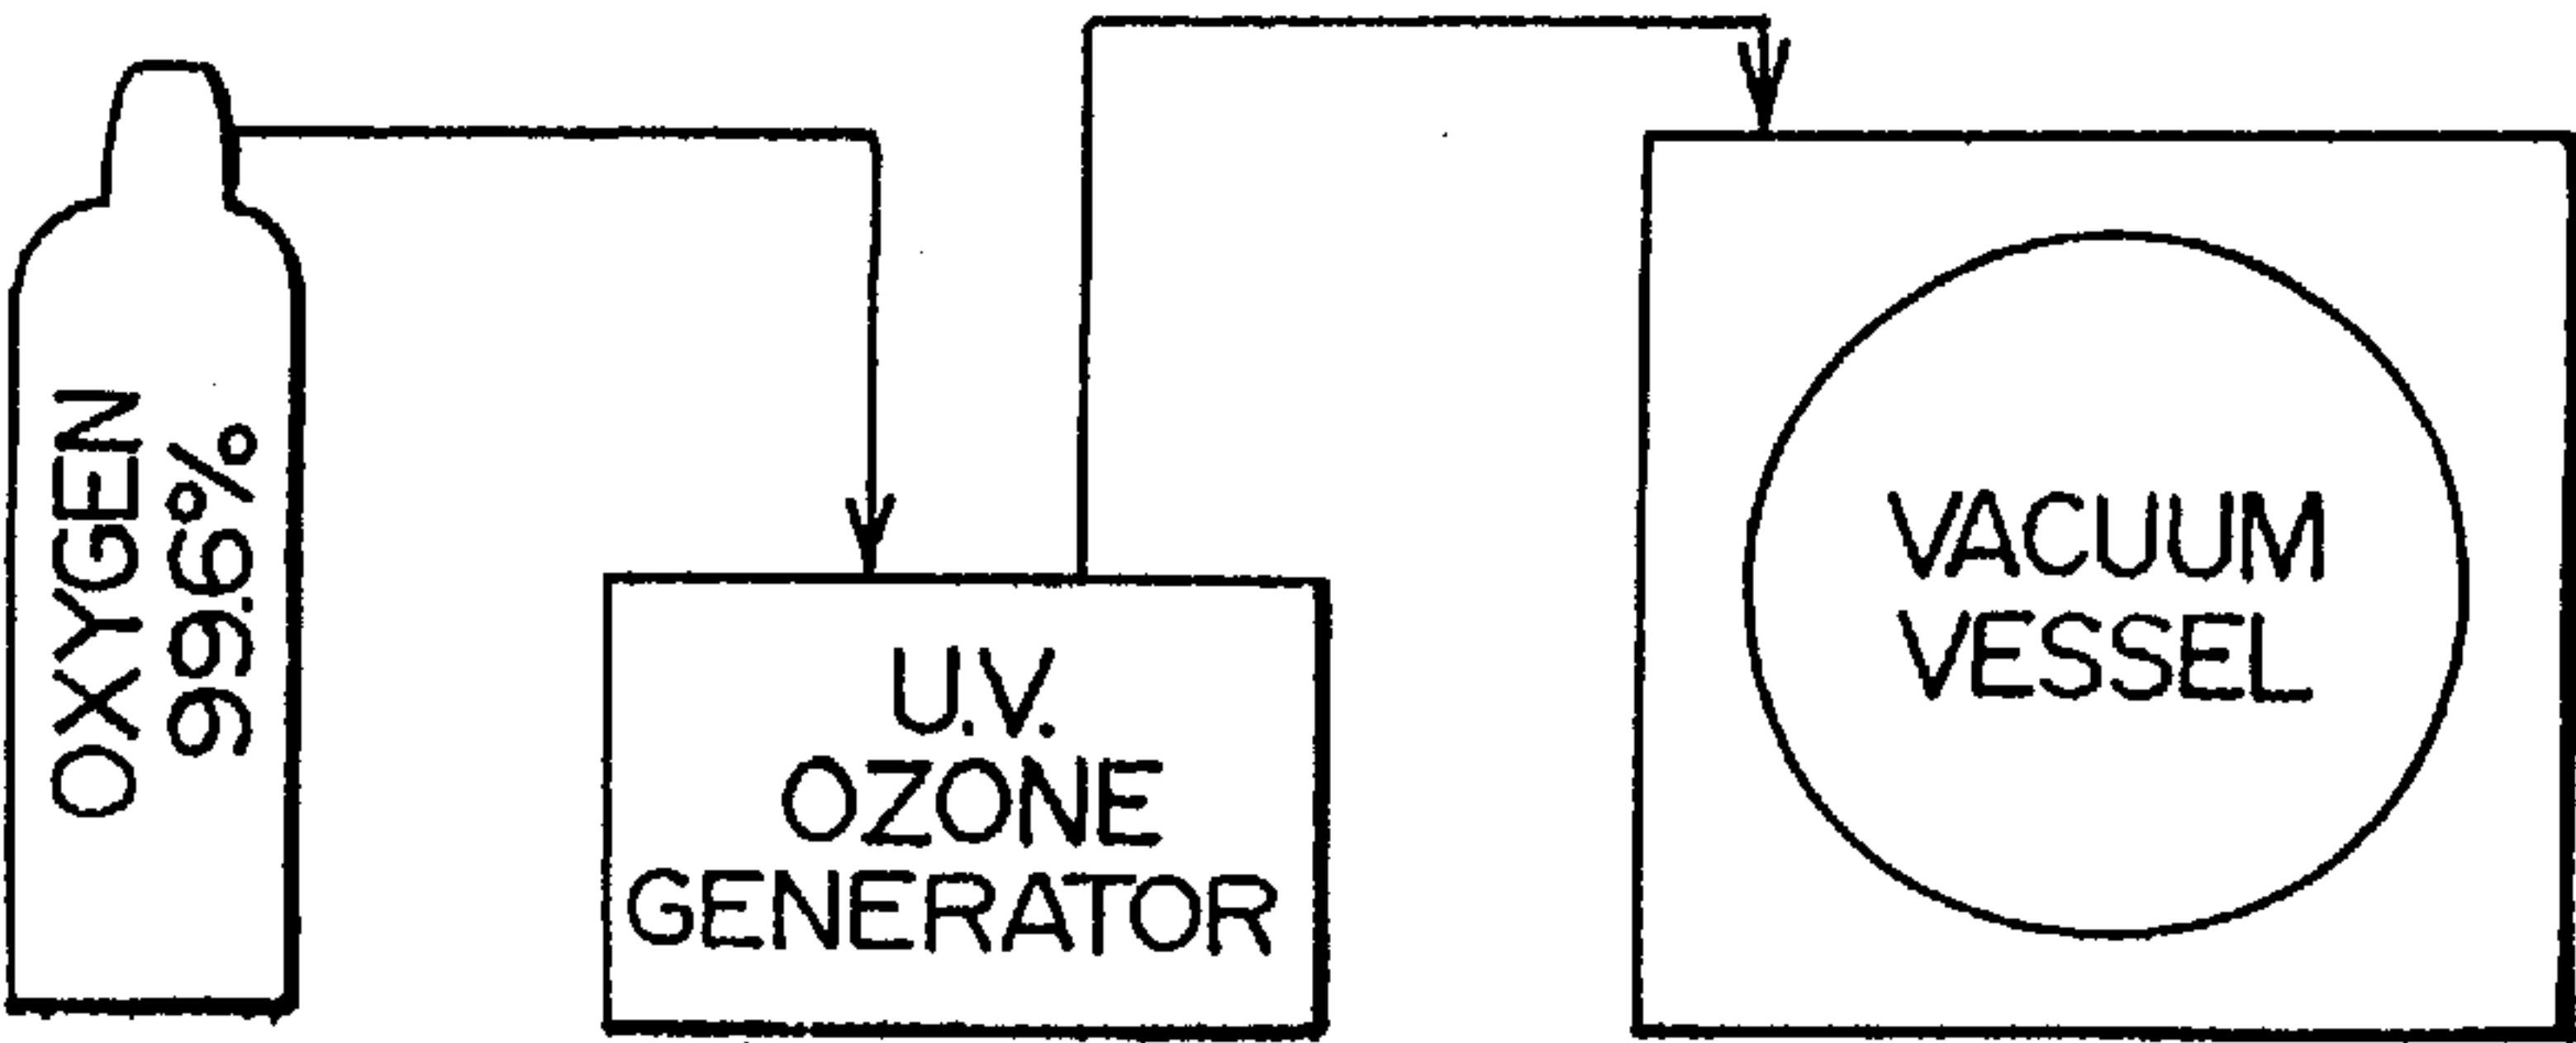 OXYGEN
99.6%
U.V.
OZONE
GENERATOR
VACUUM
VESSEL